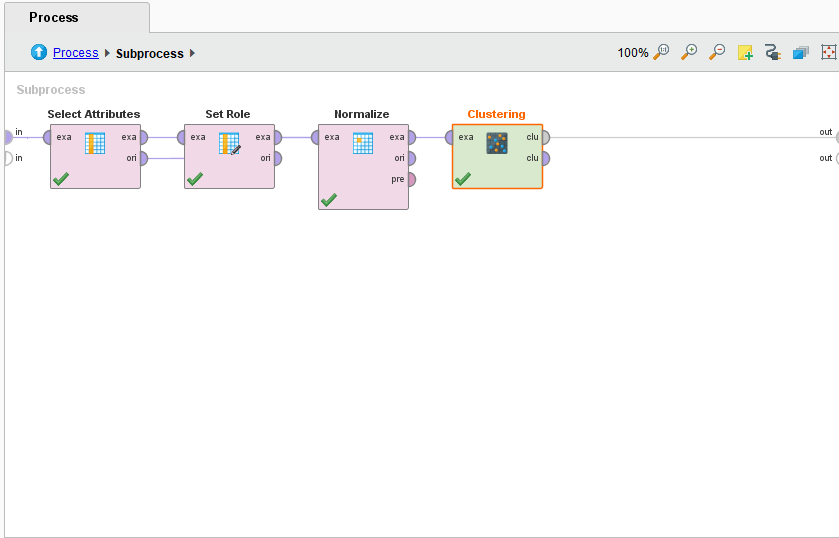 Process
Process Subprocess
100%
Subprocess
Select Attributes
Set Role
Normalize
Clustering
in
exa exa
exa exa
exa exa
exa clu
out
in
ori
ori
ori
clu
out
pre